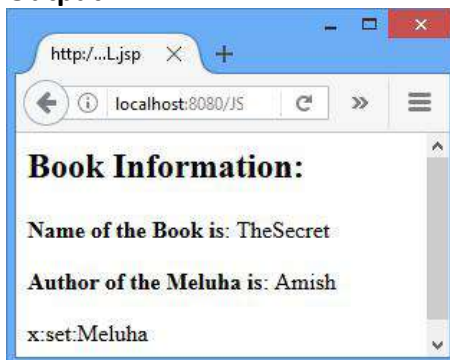 http:/...L.jsp
localhost:8080/JS
Book Information:
Name of the Book is: TheSecret
Author of the Meluha is: Amish
x:set:Meluha